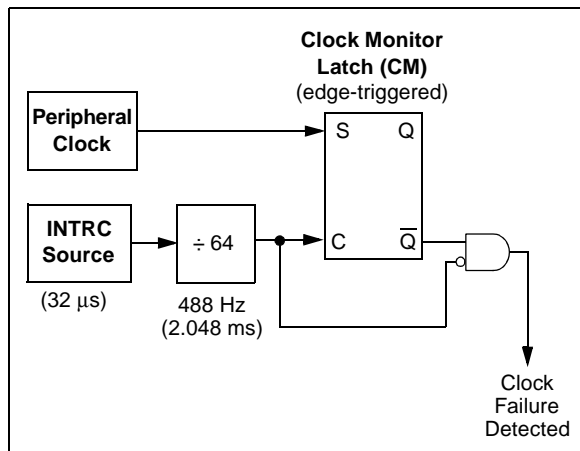 Clock Monitor
Latch (CM)
(edge-triggered)
Peripheral
Clock
S
Q
INTRC
Source
÷ 64
C
Q̅
(32 μs)
488 Hz
(2.048 ms)
Clock
Failure
Detected